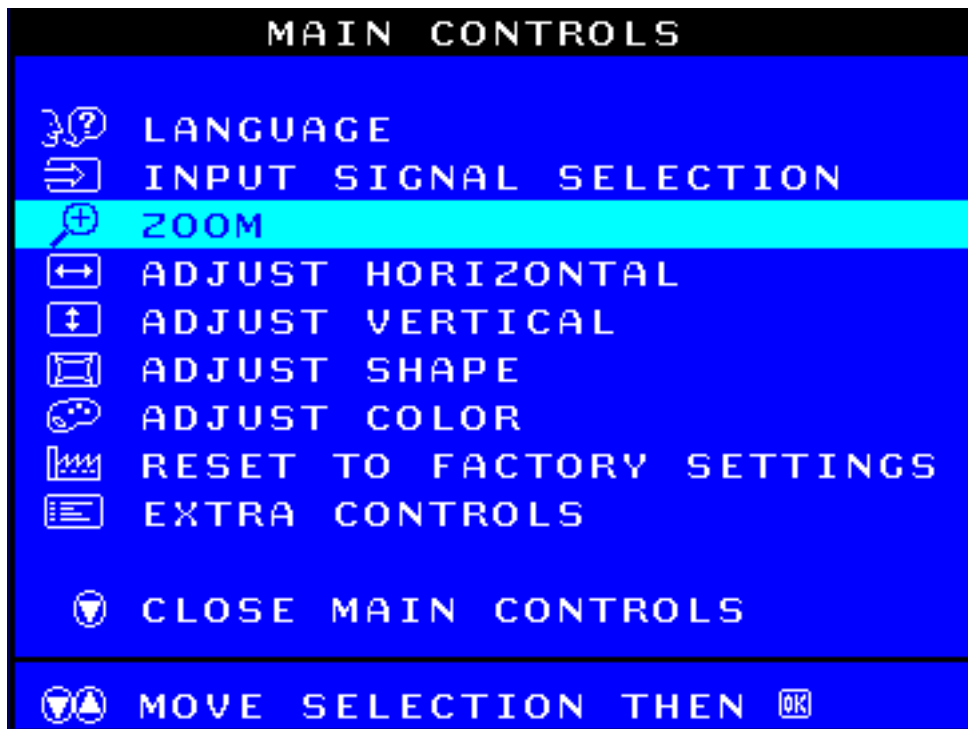 MAIN CONTROLS
LANGUAGE
INPUT SIGNAL SELECTION
ZOOM
ADJUST HORIZONTAL
ADJUST VERTICAL
ADJUST SHAPE
ADJUST COLOR
RESET TO FACTORY SETTINGS
EXTRA CONTROLS
CLOSE MAIN CONTROLS
MOVE SELECTION THEN OK